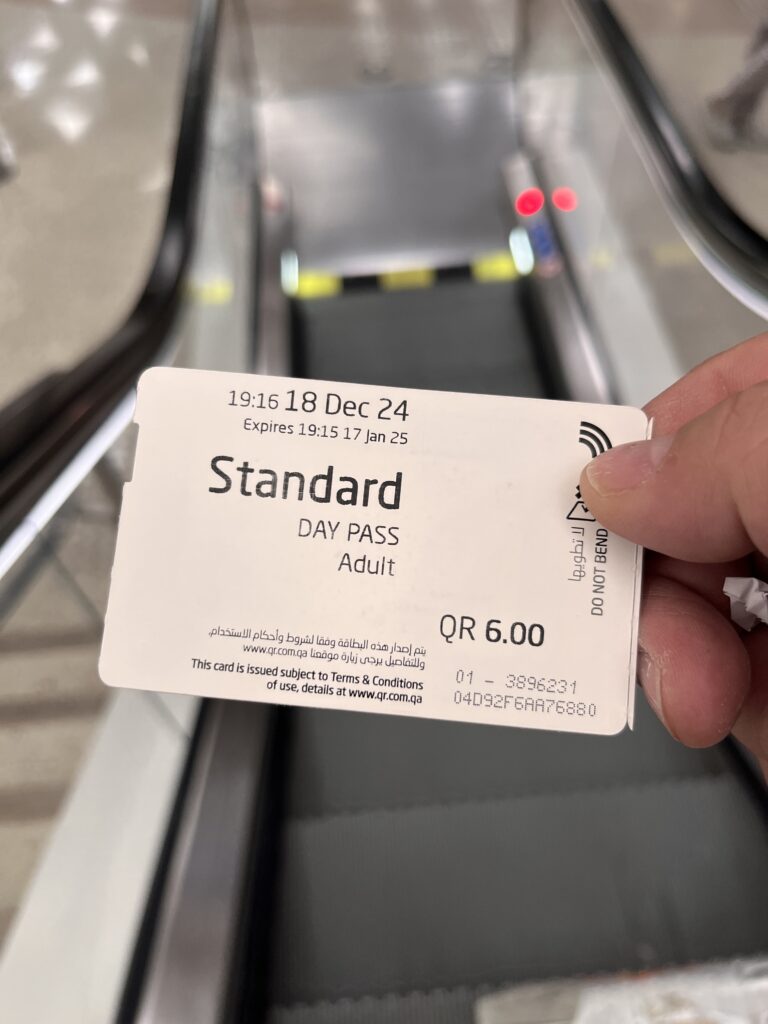 19:16 18 Dec 24
Expires 19:15 17 Jan 25
Standard
DAY PASS
Adult
QR 6.00
يتم إصدار هذه البطاقة وفقا لشروط وأحكام الاستخدام,
وللتفاصيل يرجى زيارة موقعنا www.qr.com.qa
This card is issued subject to Terms & Conditions
of use, details at www.qr.com.qa
01 - 3896231
04D92F6AA76880
لا تطويها
DO NOT BEND